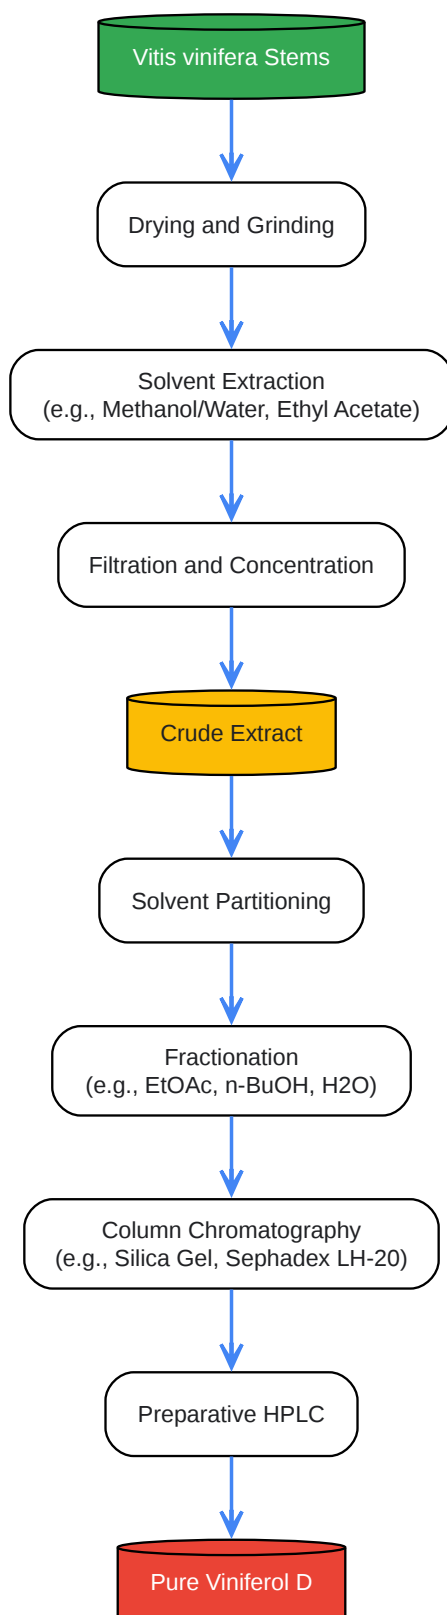 Vitis vinifera Stems
Drying and Grinding
Solvent Extraction
(e.g., Methanol/Water, Ethyl Acetate)
Filtration and Concentration
Crude Extract
Solvent Partitioning
Fractionation
(e.g., EtOAc, n-BuOH, H2O)
Column Chromatography
(e.g., Silica Gel, Sephadex LH-20)
Preparative HPLC
Pure Viniferol D